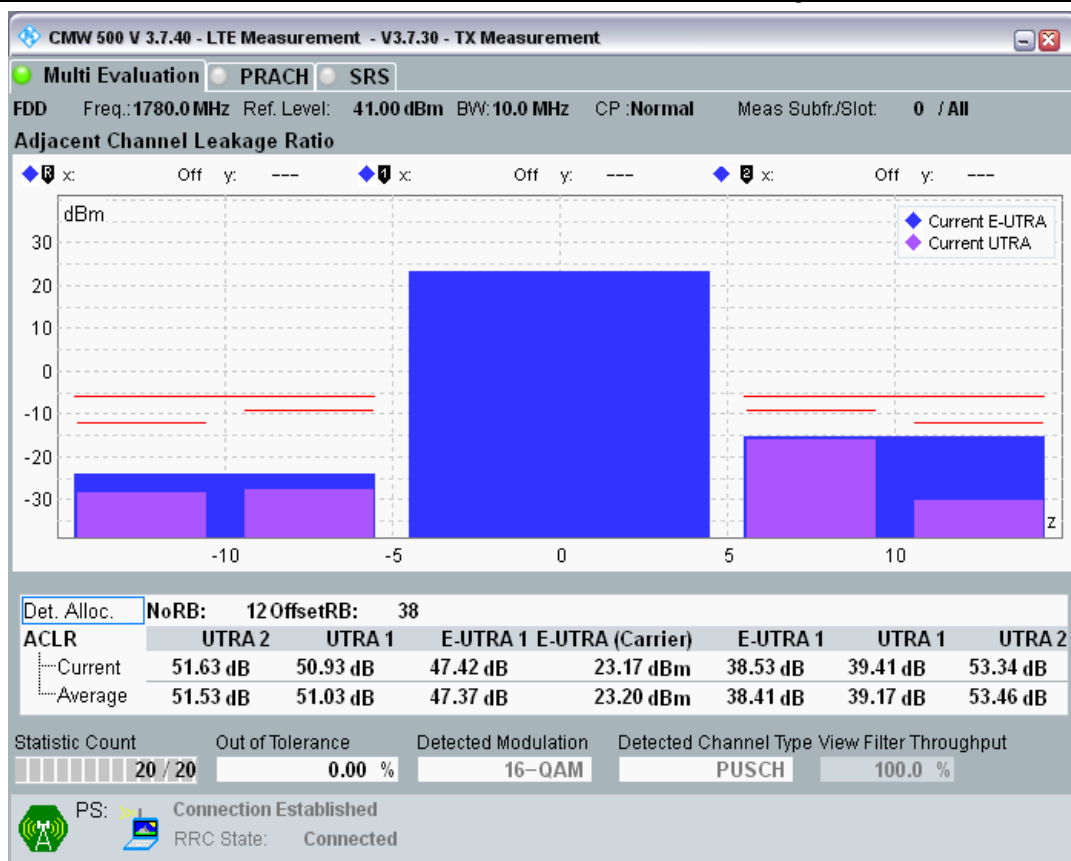 CMW 500 V 3.7.40 - LTE Measurement - V3.7.30 - TX Measurement
Multi Evaluation PRACH SRS
FDD Freq.: 1780.0 MHz Ref. Level: 41.00 dBm BW: 10.0 MHz CP : Normal Meas Subfr./Slot: 0 / All
Adjacent Channel Leakage Ratio
R x: Off y: --- 1 x: Off y: --- 2 x: Off y: ---
dBm
Current E-UTRA
Current UTRA
30
20
10
0
-10
-20
-30
z
-10 -5 0 5 10
Det. Alloc. NoRB: 12 OffsetRB: 38
ACLR UTRA 2 UTRA 1 E-UTRA 1 E-UTRA (Carrier) E-UTRA 1 UTRA 1 UTRA 2
Current 51.63 dB 50.93 dB 47.42 dB 23.17 dBm 38.53 dB 39.41 dB 53.34 dB
Average 51.53 dB 51.03 dB 47.37 dB 23.20 dBm 38.41 dB 39.17 dB 53.46 dB
Statistic Count Out of Tolerance Detected Modulation Detected Channel Type View Filter Throughput
20 / 20 0.00 % 16-QAM PUSCH 100.0 %
PS: Connection Established
RRC State: Connected